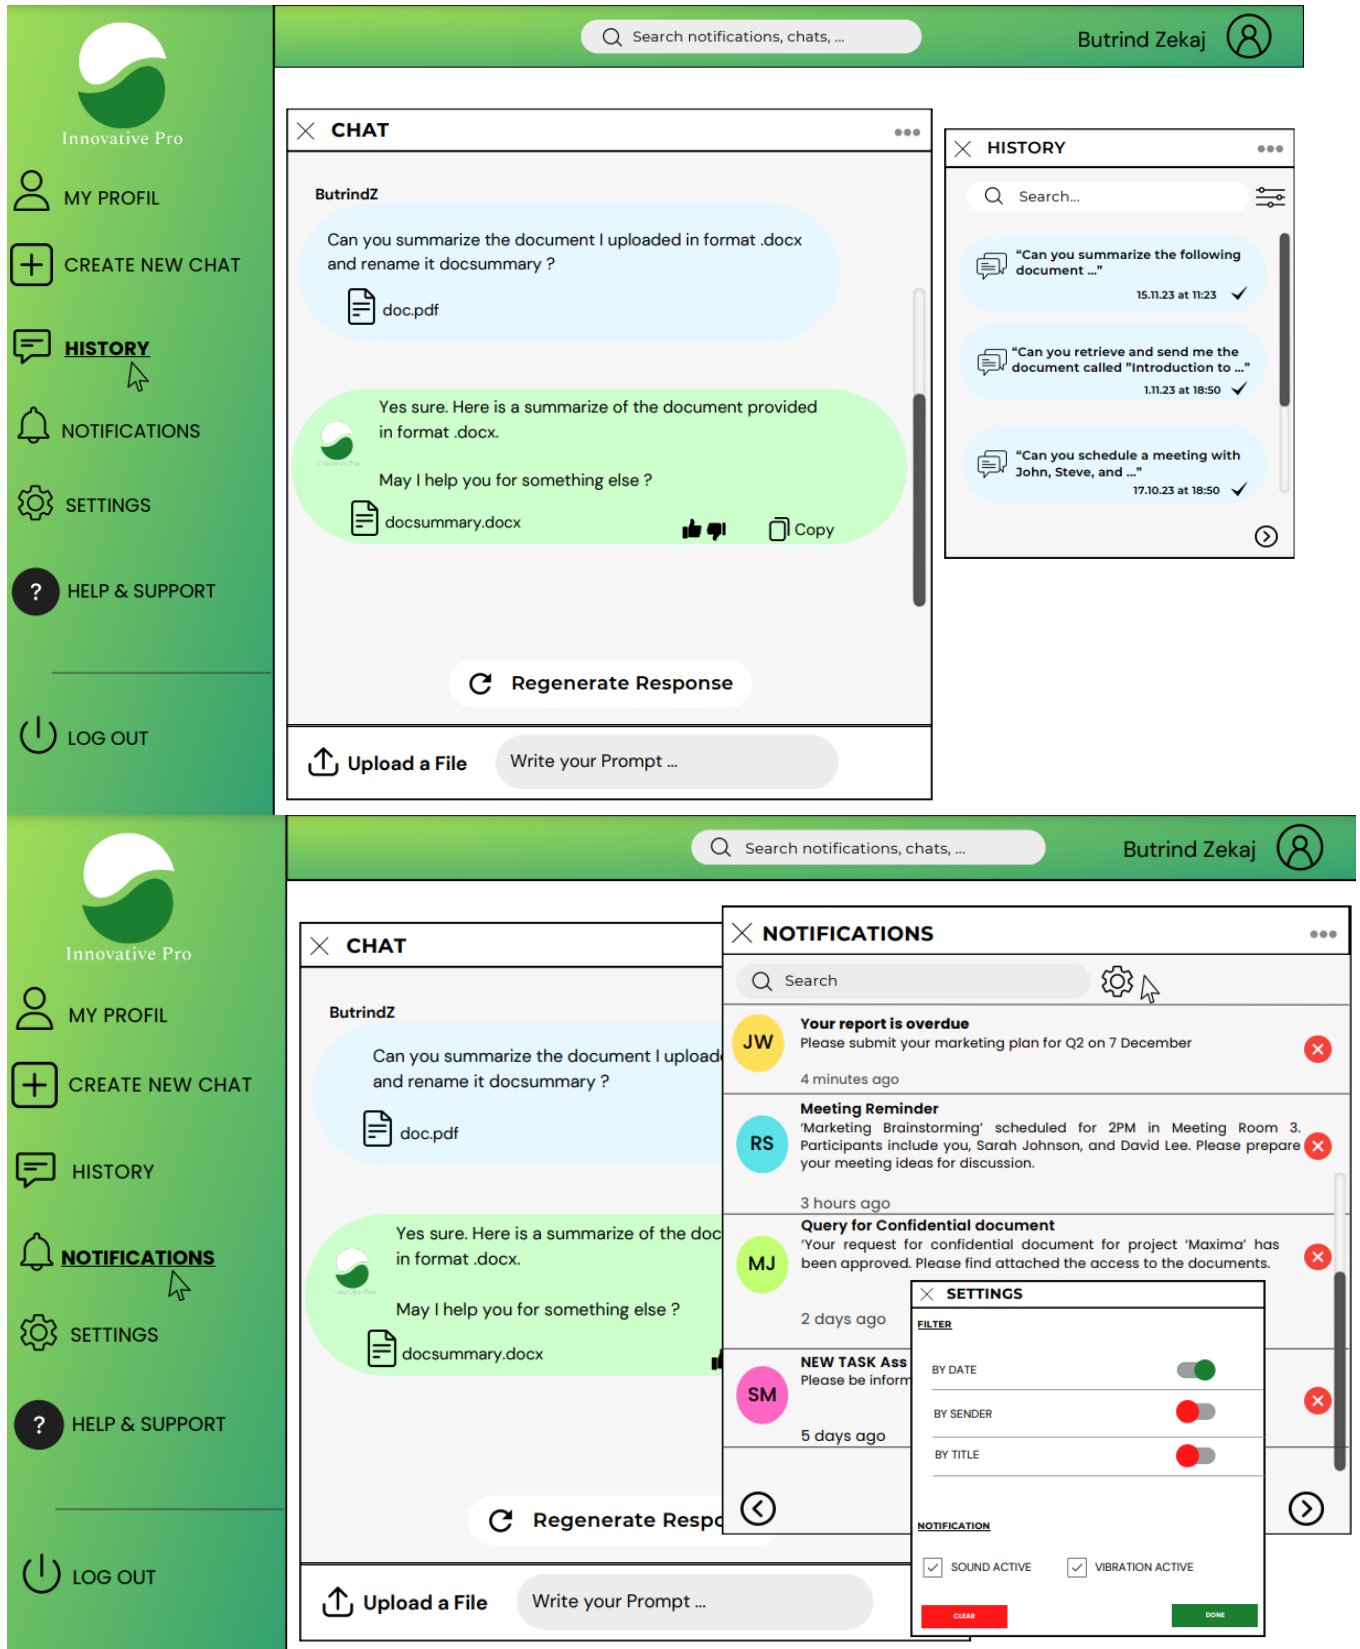 Search notifications, chats, ...
Butrind Zekaj
Innovative Pro
MY PROFIL
CREATE NEW CHAT
HISTORY
NOTIFICATIONS
SETTINGS
?
HELP & SUPPORT
LOG OUT
CHAT
ButrindZ
Can you summarize the document I uploaded in format .docx
and rename it docsummary ?
doc.pdf
Yes sure. Here is a summarize of the document provided
in format .docx.
May I help you for something else ?
docsummary.docx
Copy
Regenerate Response
Upload a File
Write your Prompt ...
HISTORY
Search...
"Can you summarize the following
document ..."
15.11.23 at 11:23
"Can you retrieve and send me the
document called "Introduction to ..."
1.11.23 at 18:50
"Can you schedule a meeting with
John, Steve, and ..."
17.10.23 at 18:50
Search notifications, chats, ...
Butrind Zekaj
Innovative Pro
MY PROFIL
CREATE NEW CHAT
HISTORY
NOTIFICATIONS
SETTINGS
?
HELP & SUPPORT
LOG OUT
CHAT
ButrindZ
Can you summarize the document I upload
and rename it docsummary ?
doc.pdf
Yes sure. Here is a summarize of the doc
in format .docx.
May I help you for something else ?
docsummary.docx
Regenerate Respo
Upload a File
Write your Prompt ...
NOTIFICATIONS
Search
JW
Your report is overdue
Please submit your marketing plan for Q2 on 7 December
4 minutes ago
RS
Meeting Reminder
'Marketing Brainstorming' scheduled for 2PM in Meeting Room 3.
Participants include you, Sarah Johnson, and David Lee. Please prepare
your meeting ideas for discussion.
3 hours ago
MJ
Query for Confidential document
'Your request for confidential document for project 'Maxima' has
been approved. Please find attached the access to the documents.
2 days ago
SM
NEW TASK Ass
Please be inform
5 days ago
SETTINGS
FILTER
BY DATE
BY SENDER
BY TITLE
NOTIFICATION
SOUND ACTIVE
VIBRATION ACTIVE
CLEAR
DONE